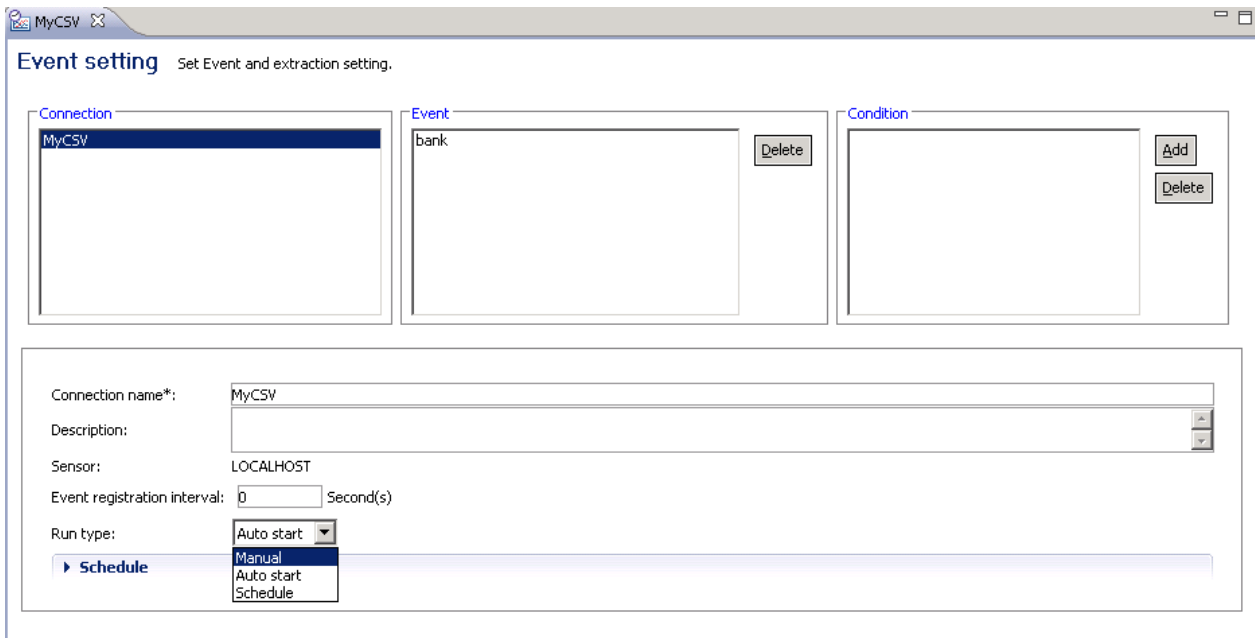 MyCSV
Event setting Set Event and extraction setting.
Connection Event Condition
MyCSV bank Delete Add
Delete
Connection name*: MyCSV
Description:
Sensor: LOCALHOST
Event registration interval: 0 Second(s)
Run type: Auto start
Manual
Schedule Auto start
Schedule